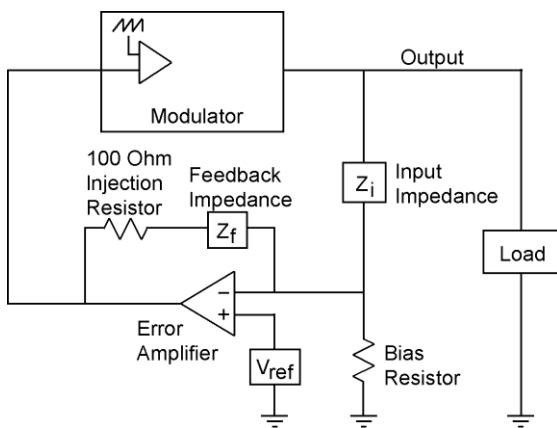 Modulator
Output
100 Ohm
Injection
Resistor
Feedback
Impedance
Zf
Zi
Input
Impedance
Load
Error
Amplifier
−
+
Vref
Bias
Resistor